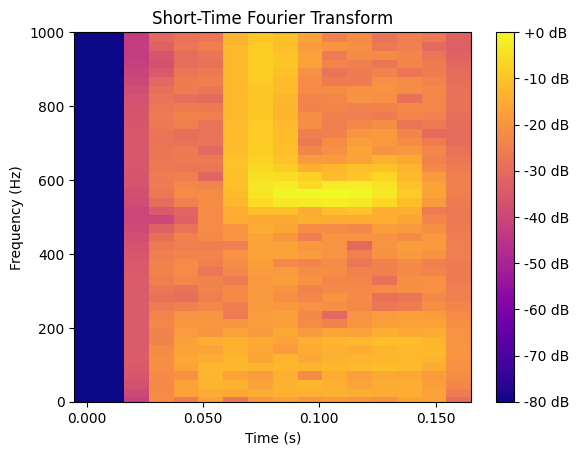 Short-Time Fourier Transform
Frequency (Hz)
1000
800
600
400
200
0
0.000
0.050
0.100
0.150
Time (s)
+0 dB
-10 dB
-20 dB
-30 dB
-40 dB
-50 dB
-60 dB
-70 dB
-80 dB